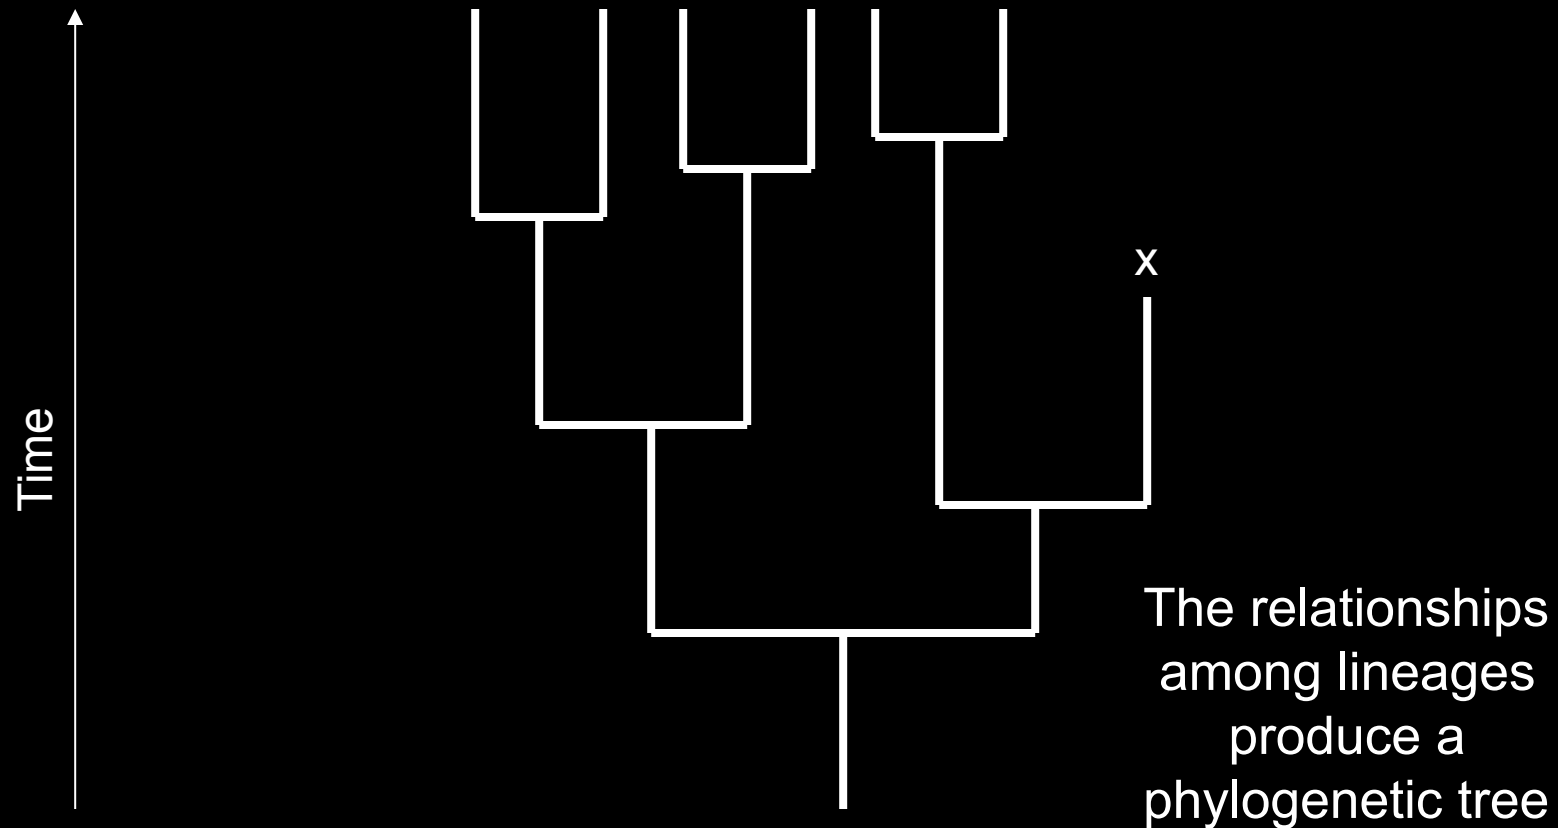 x
Time
The relationships
among lineages
produce a
phylogenetic tree